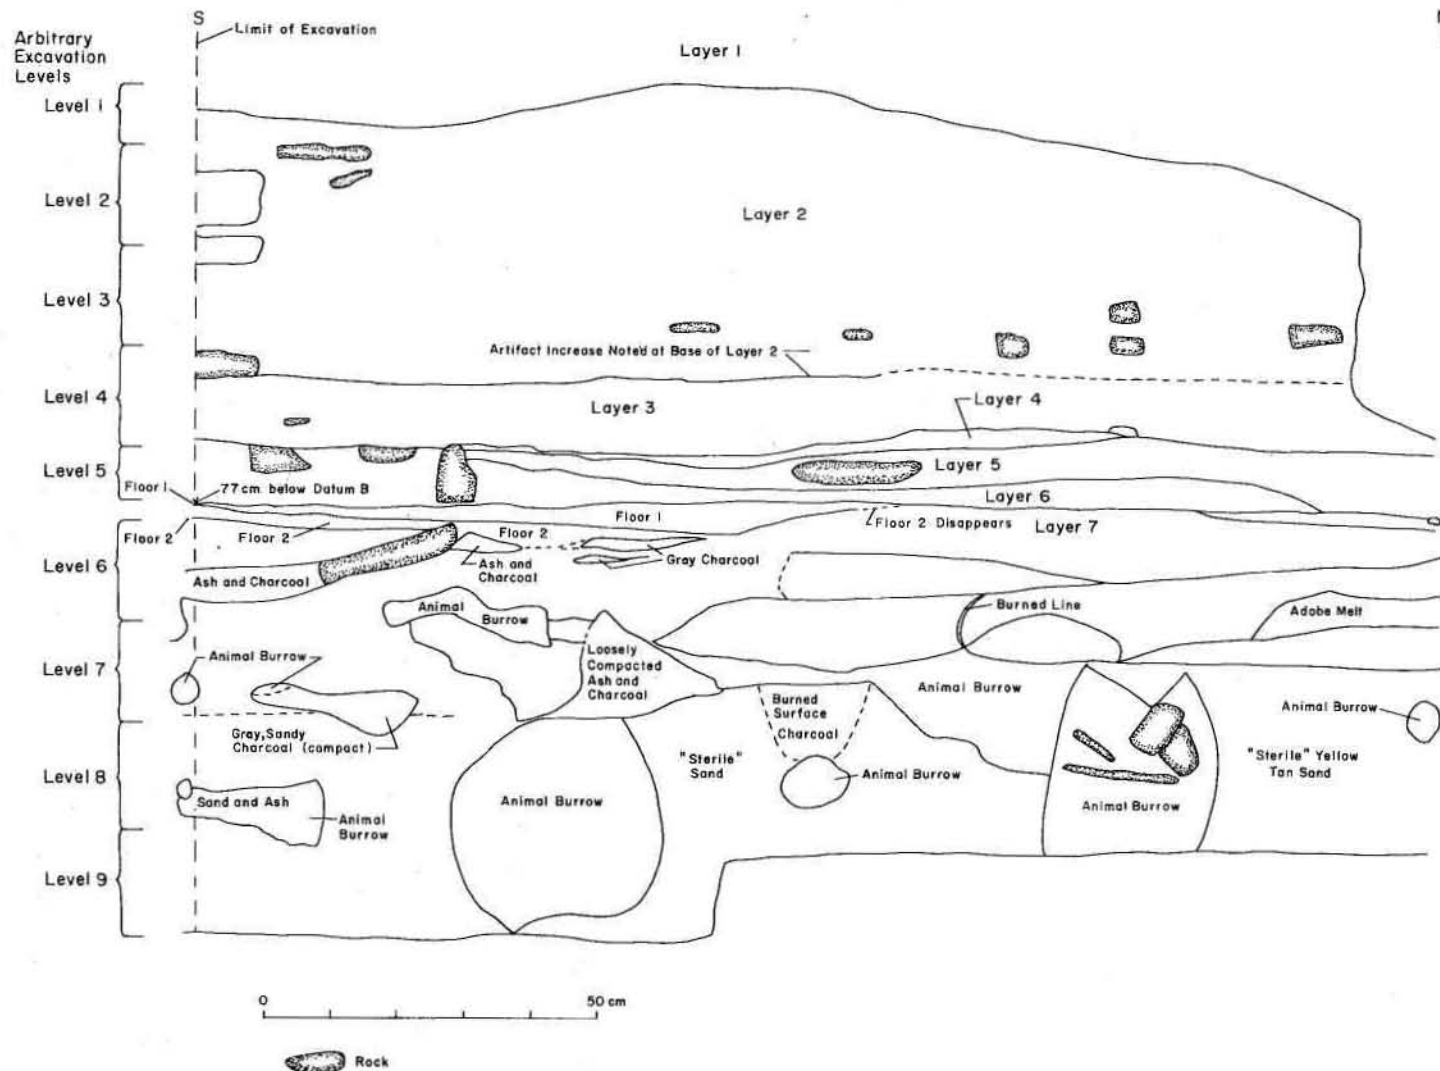 S
Limit of Excavation
Arbitrary
Excavation
Levels
Layer 1
Level 1
Level 2
Layer 2
Level 3
Artifact Increase Noted at Base of Layer 2
Level 4
Layer 3
Layer 4
Level 5
Layer 5
Floor 1
77 cm. below Datum B
Layer 6
Floor 1
Floor 2 Disappears
Layer 7
Floor 2
Floor 2
Floor 2
Level 6
Ash and Charcoal
Ash and
Charcoal
Gray Charcoal
Animal
Burrow
Burned Line
Adobe Melt
Level 7
Animal Burrow
Loosely
Compacted
Ash and
Charcoal
Animal Burrow
Burned
Surface
Charcoal
Animal Burrow
Gray, Sandy
Charcoal (compact)
"Sterile"
Sand
"Sterile" Yellow
Tan Sand
Level 8
Animal Burrow
Sand and Ash
Animal
Burrow
Animal Burrow
Animal Burrow
Level 9
0
50 cm
Rock